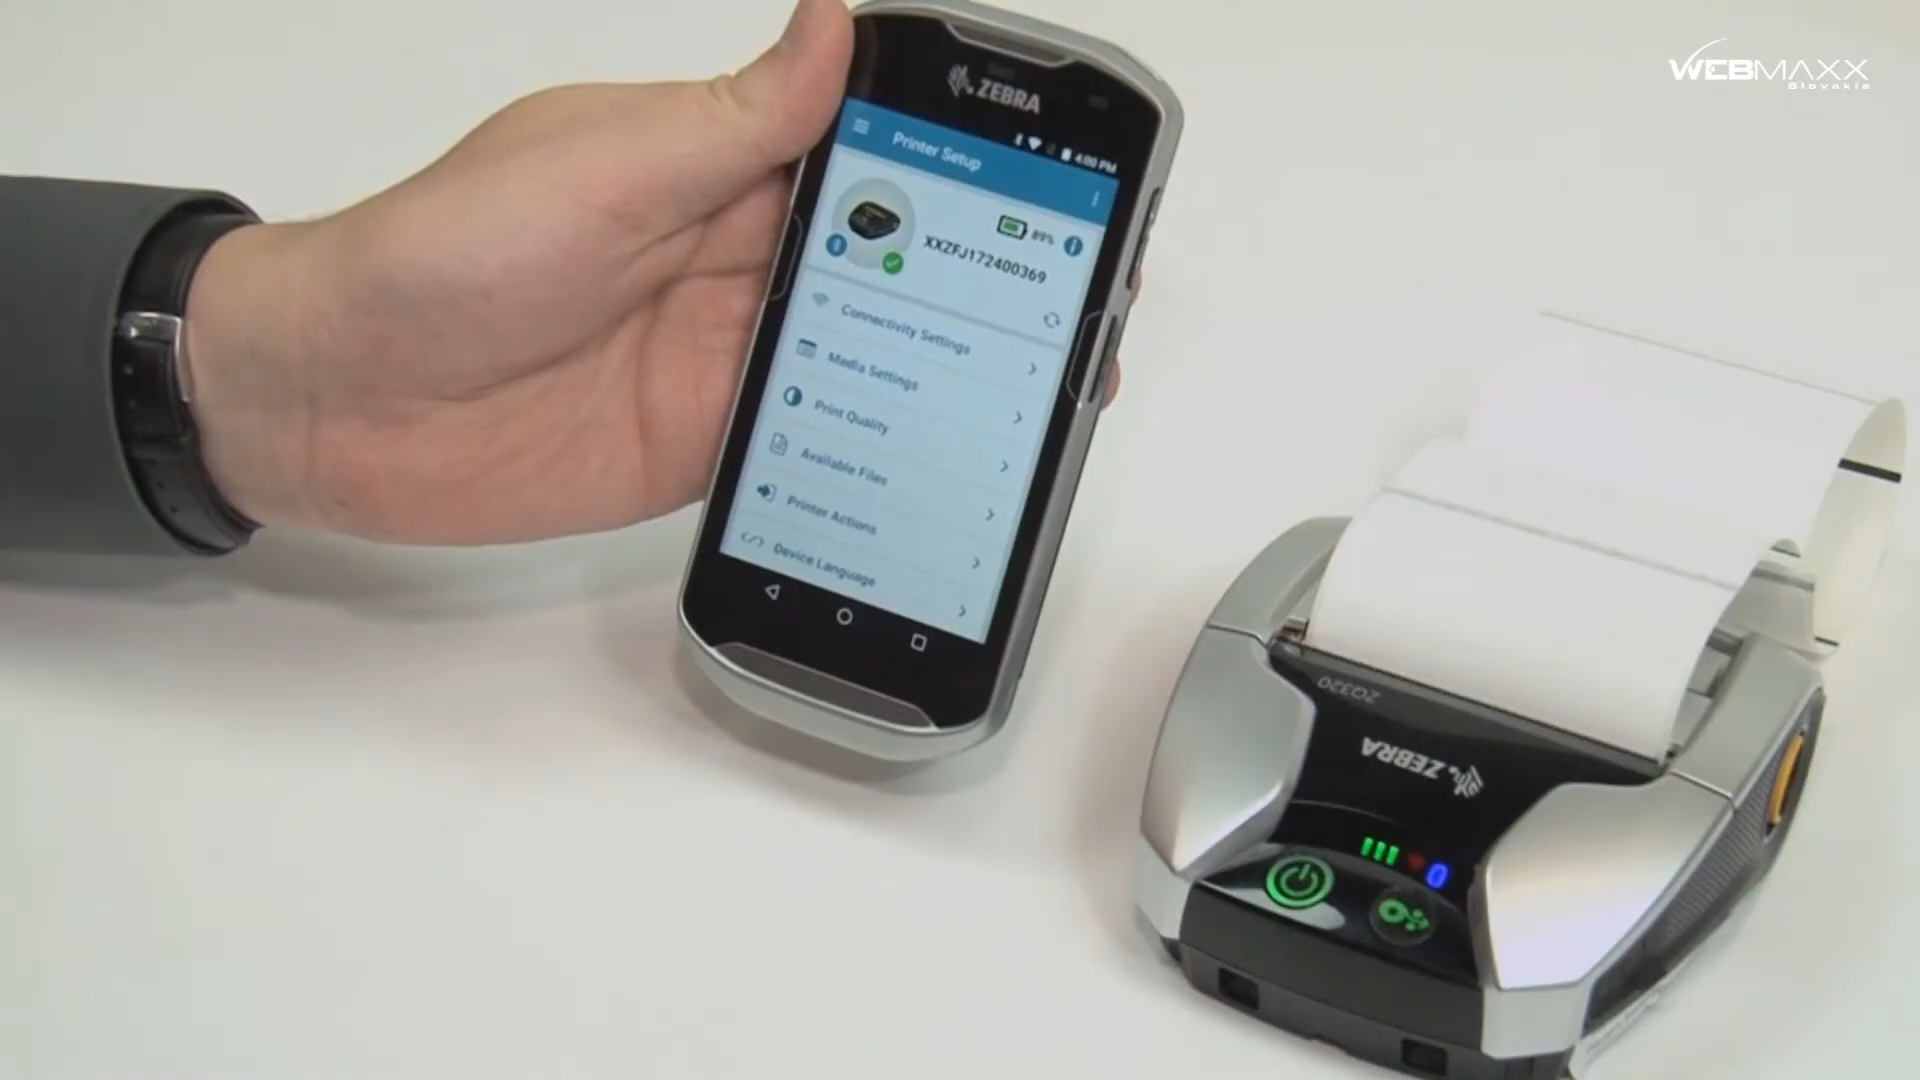 WEBMAXX
Slovakia
ZEBRA
4:00 PM
Printer Setup
89%
XXZFJ172400369
Connectivity Settings
Media Settings
Print Quality
Available Files
Printer Actions
Device Language
ZQ320
ZEBRA